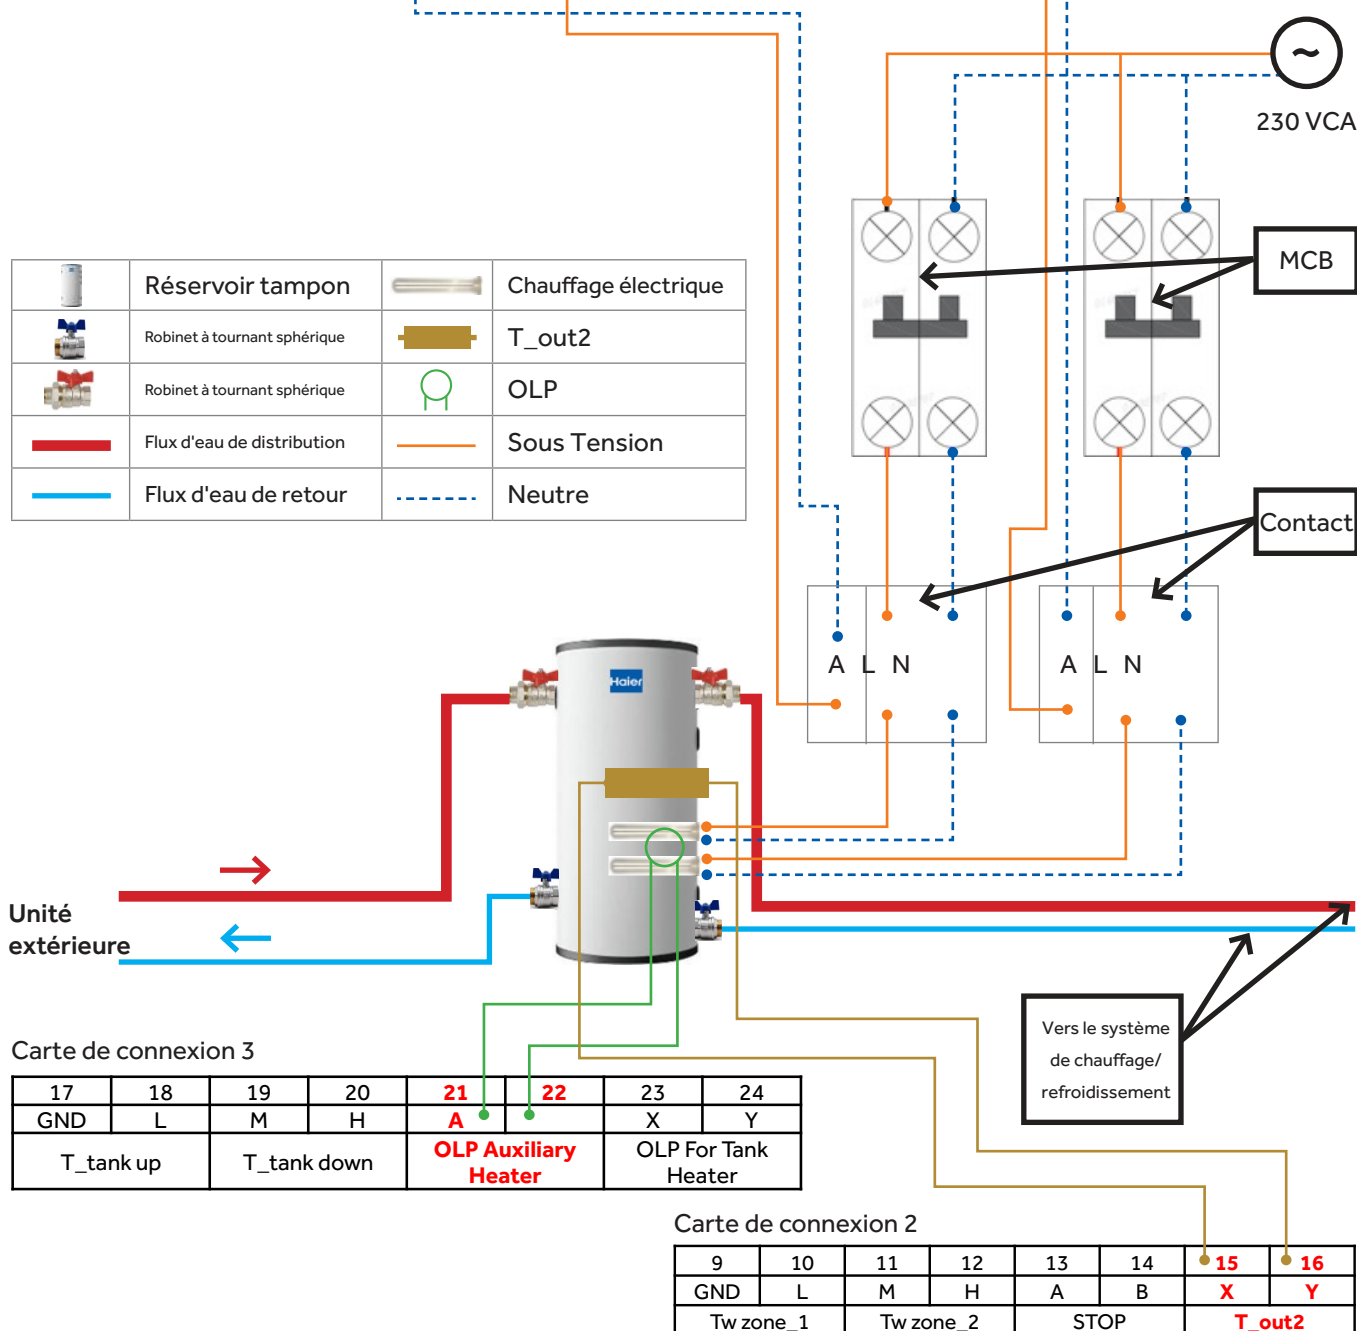 ~
230 VCA
MCB
Réservoir tampon
Chauffage électrique
Robinet à tournant sphérique
T_out2
Robinet à tournant sphérique
OLP
Flux d'eau de distribution
Sous Tension
Flux d'eau de retour
Neutre
Contact
A L N
A L N
Haier
Unité
extérieure
Vers le système
de chauffage/
refroidissement
Carte de connexion 3
17 18 19 20 21 22 23 24
GND L M H A X Y
T_tank up T_tank down OLP Auxiliary Heater OLP For Tank Heater
Carte de connexion 2
9 10 11 12 13 14 15 16
GND L M H A B X Y
Tw zone_1 Tw zone_2 STOP T_out2